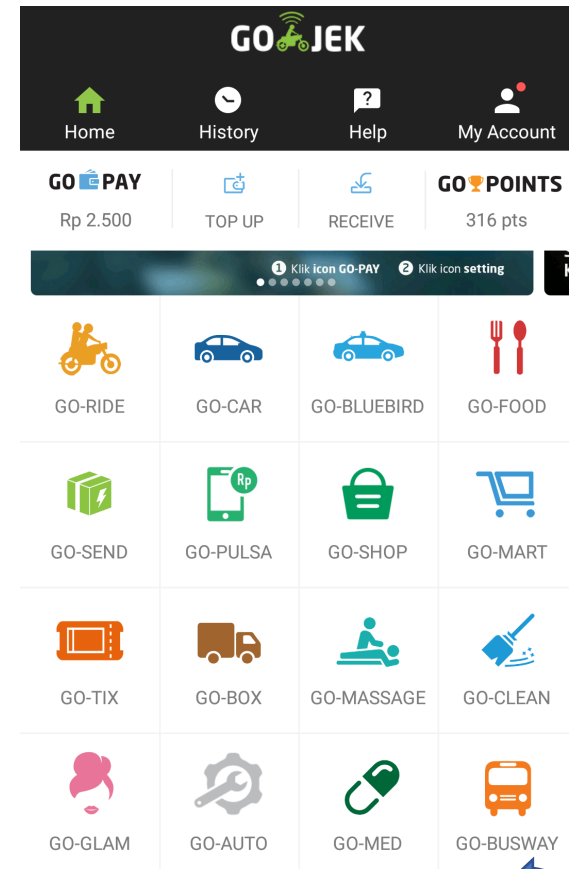 GO JEK
Home History Help My Account
GO PAY TOP UP RECEIVE GO POINTS
Rp 2.500 316 pts
1 Klik icon GO-PAY 2 Klik icon setting
GO-RIDE GO-CAR GO-BLUEBIRD GO-FOOD
Rp
GO-SEND GO-PULSA GO-SHOP GO-MART
GO-TIX GO-BOX GO-MASSAGE GO-CLEAN
GO-GLAM GO-AUTO GO-MED GO-BUSWAY